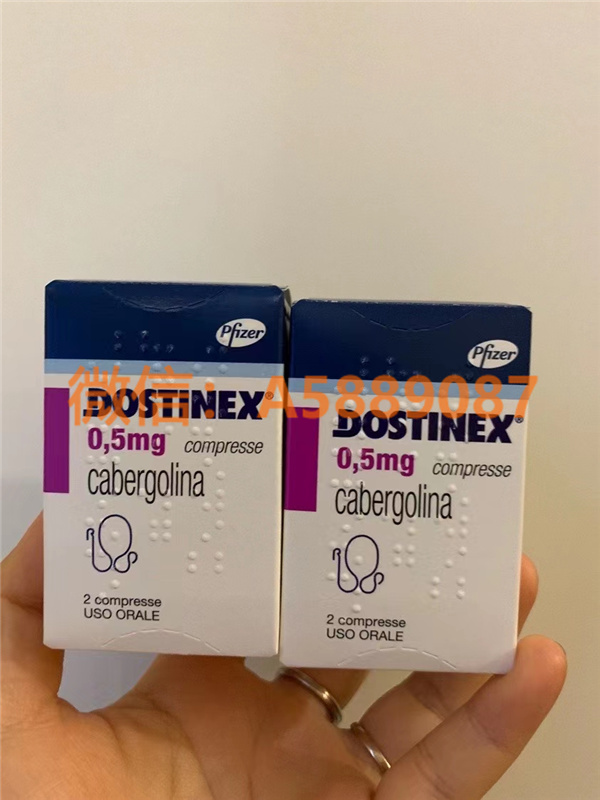 Pfizer
DOSTINEX®
0,5mg compresse
cabergolina
2 compresse
USO ORALE
Pfizer
DOSTINEX®
0,5mg compresse
cabergolina
2 compresse
USO ORALE
微信：A5889087